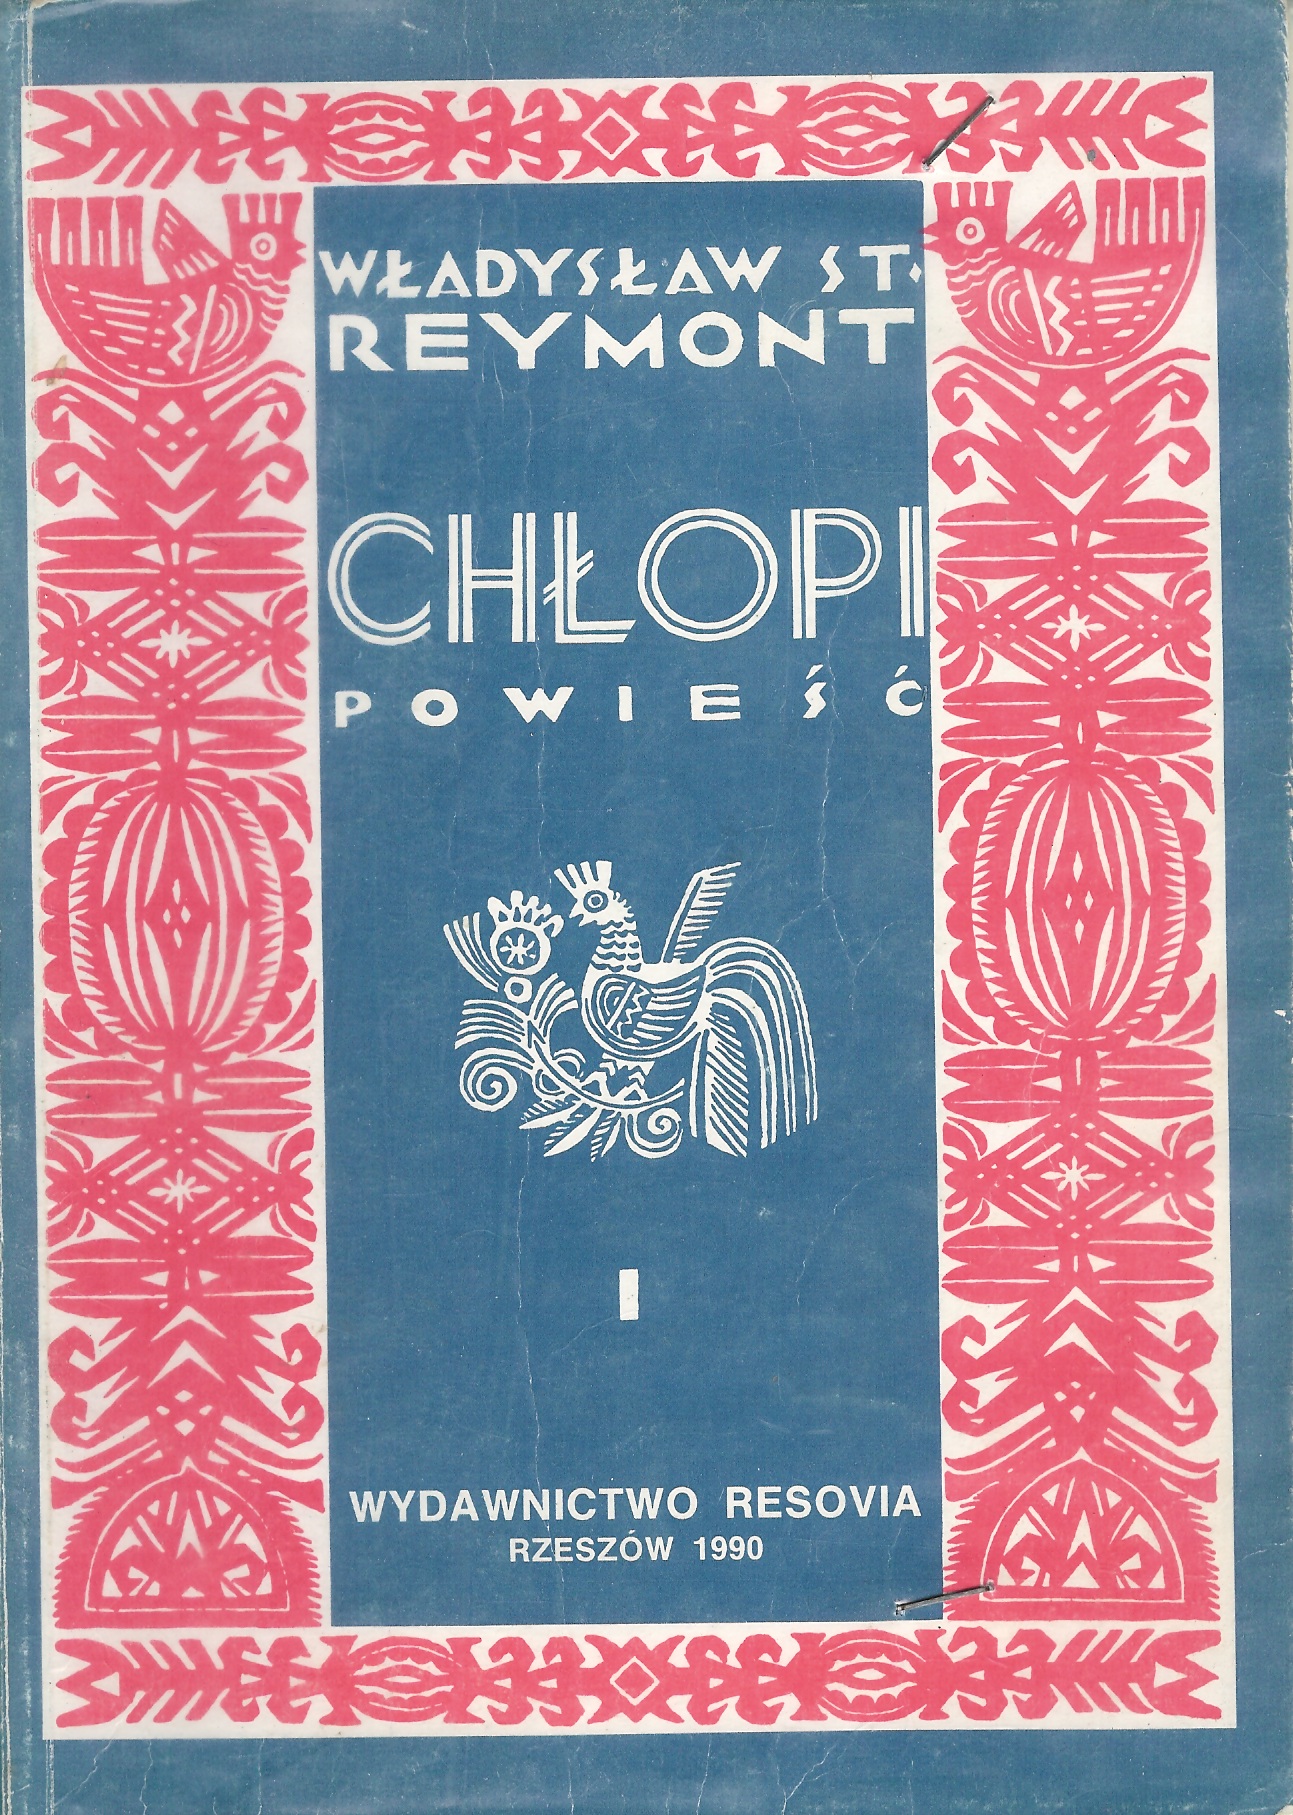 WŁADYSŁAW ST.
REYMONT
CHŁOPI
POWIEŚĆ
I
WYDAWNICTWO RESOVIA
RZESZÓW 1990